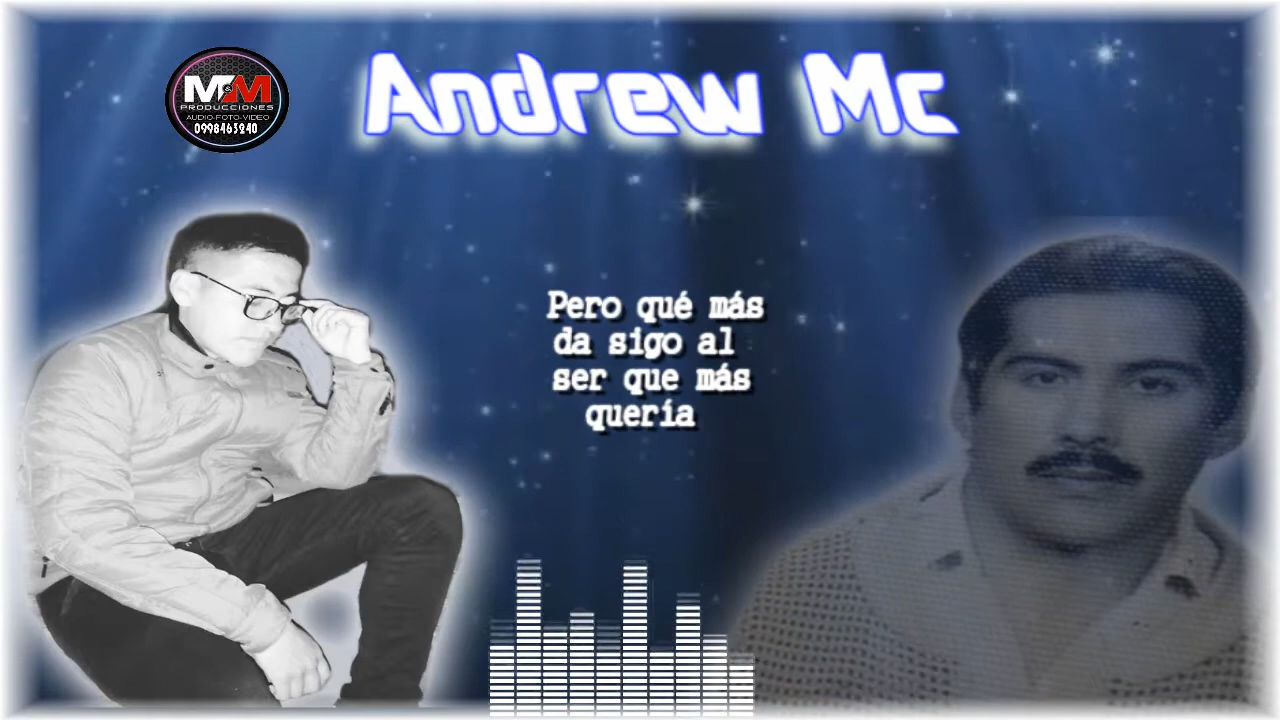 Andrew Mc
M&M
PRODUCCIONES
AUDIO-FOTO-VIDEO
0998463240
Pero qué más
da sigo al
ser que más
quería